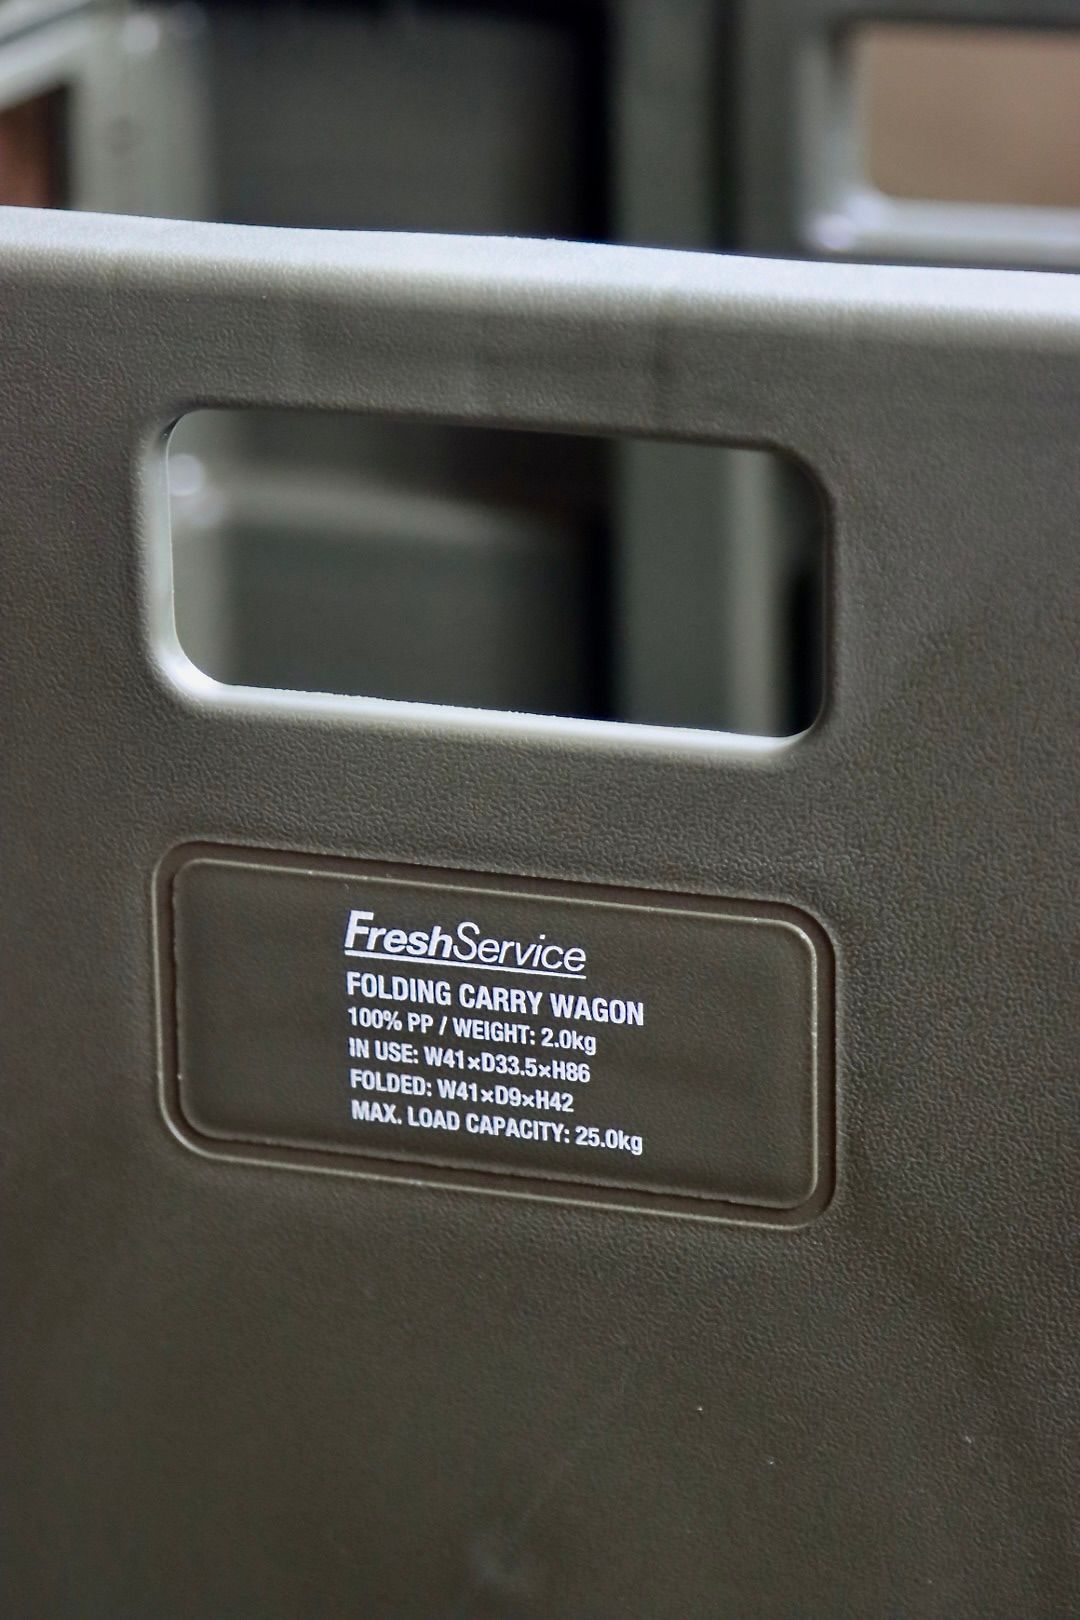 FreshService
FOLDING CARRY WAGON
100% PP / WEIGHT: 2.0kg
IN USE: W41×D33.5×H86
FOLDED: W41×D9×H42
MAX. LOAD CAPACITY: 25.0kg